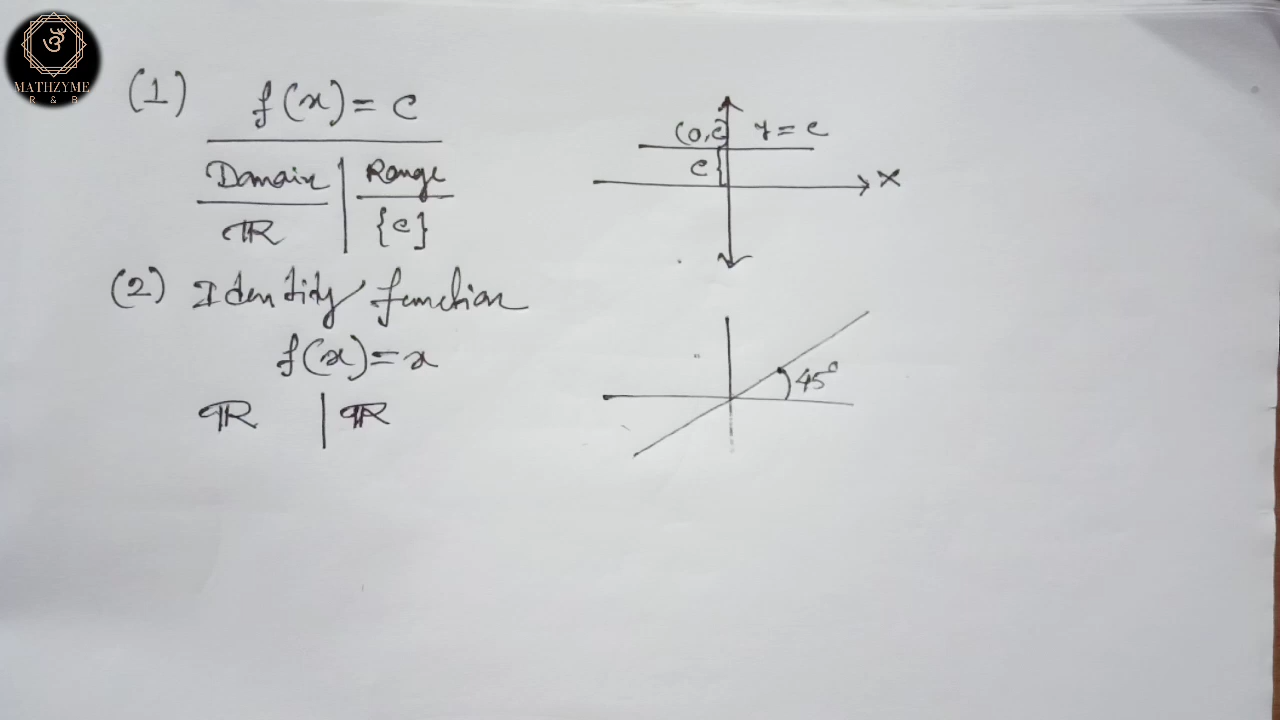 ॐ
MATHZYME
R & B
(1) f(x) = c
Domain | Range
ℝ | {c}
(0,c) y = c
c{
X
(2) Identity function
f(x) = x
ℝ | ℝ
45°